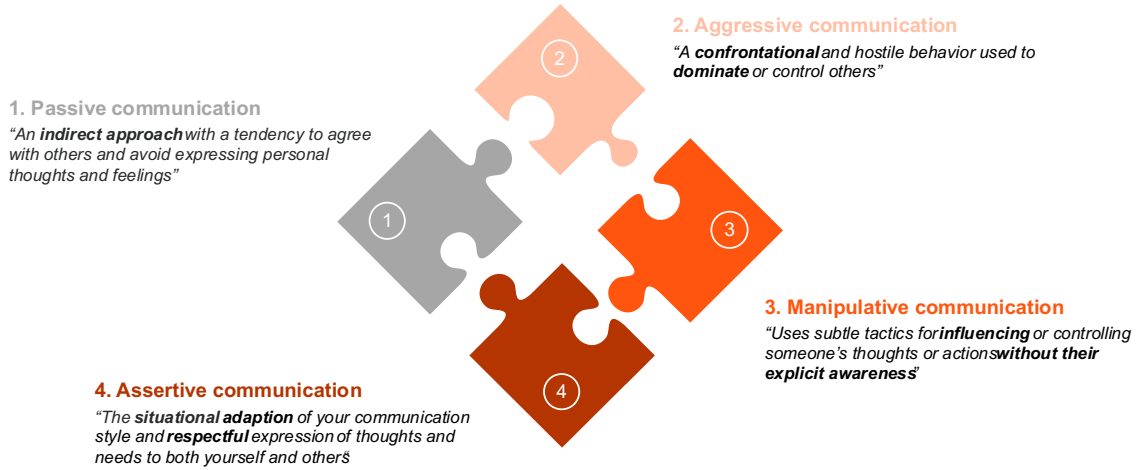 2. Aggressive communication
“A confrontational and hostile behavior used to
dominate or control others”
2
1. Passive communication
“An indirect approach with a tendency to agree
with others and avoid expressing personal
thoughts and feelings”
1
3
3. Manipulative communication
“Uses subtle tactics for influencing or controlling
someone’s thoughts or actions without their
explicit awareness”
4. Assertive communication
“The situational adaption of your communication
style and respectful expression of thoughts and
needs to both yourself and others“
4